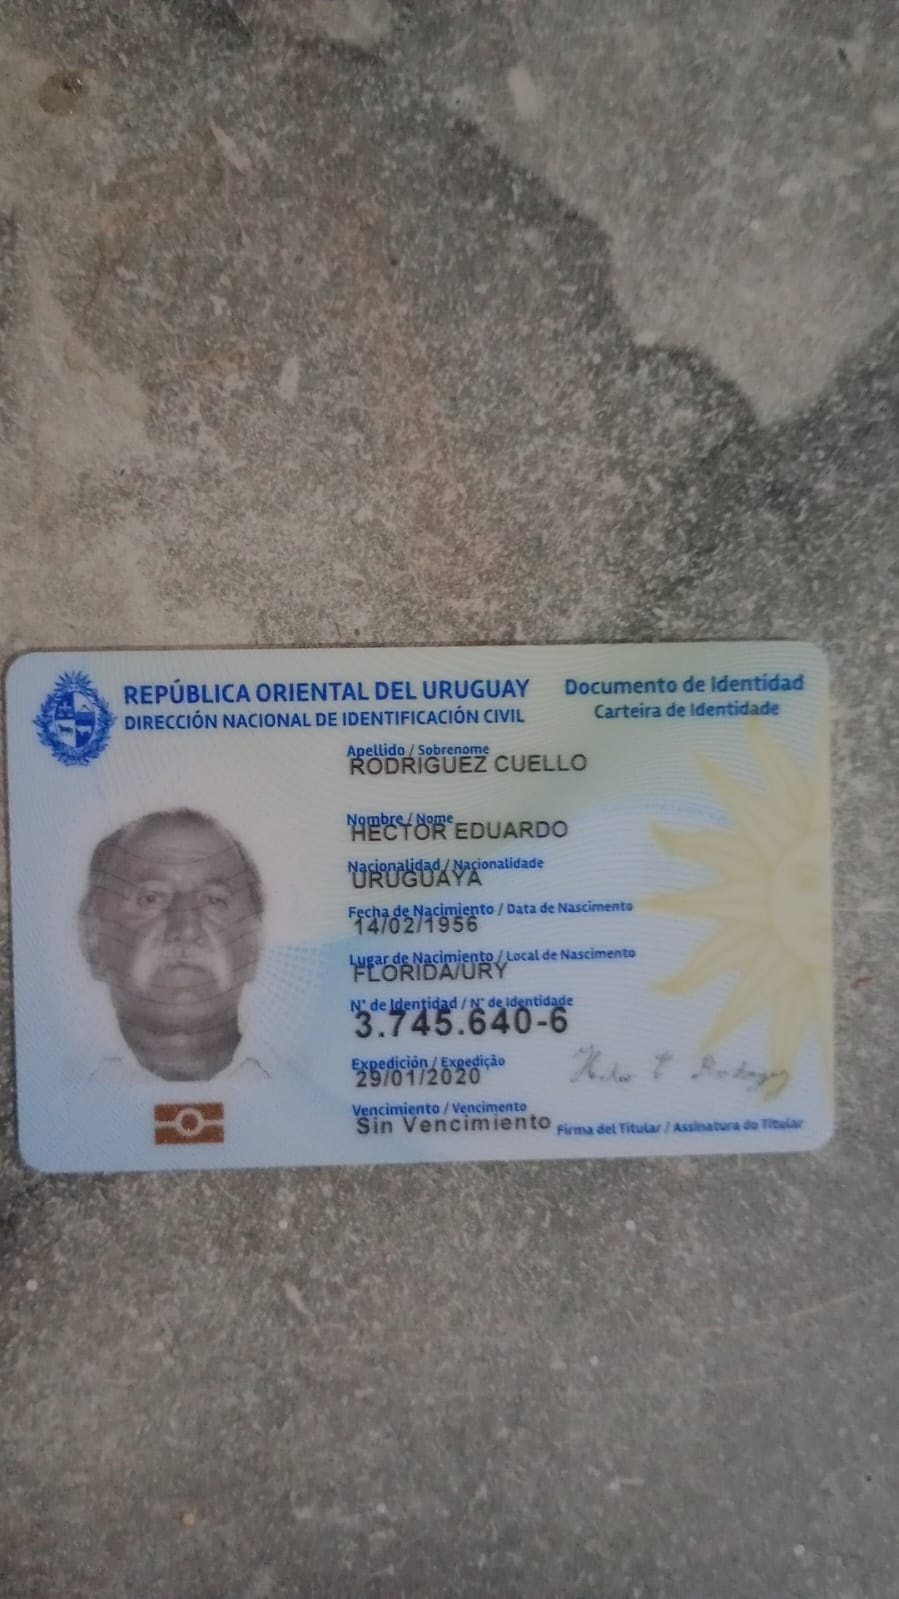 REPÚBLICA ORIENTAL DEL URUGUAY
DIRECCIÓN NACIONAL DE IDENTIFICACIÓN CIVIL
Documento de Identidad
Carteira de Identidade
Apellido / Sobrenome
RODRIGUEZ CUELLO
Nombre / Nome
HECTOR EDUARDO
Nacionalidad / Nacionalidade
URUGUAYA
Fecha de Nacimiento / Data de Nascimento
14/02/1956
Lugar de Nacimiento / Local de Nascimento
FLORIDA/URY
N° de Identidad / N° de Identidade
3.745.640-6
Expedición / Expedição
29/01/2020
Vencimiento / Vencimento
Sin Vencimiento
Firma del Titular / Assinatura do Titular